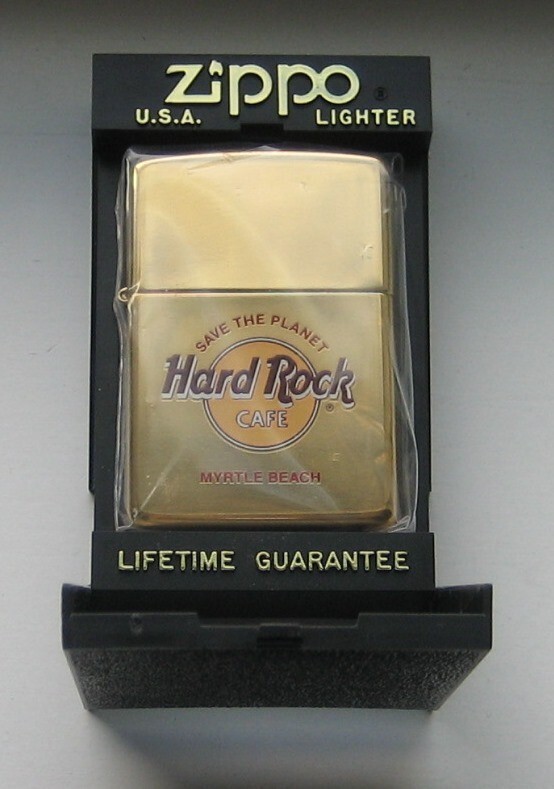 zippo ®
U.S.A. LIGHTER
SAVE THE PLANET
Hard Rock
CAFE ®
MYRTLE BEACH
LIFETIME GUARANTEE